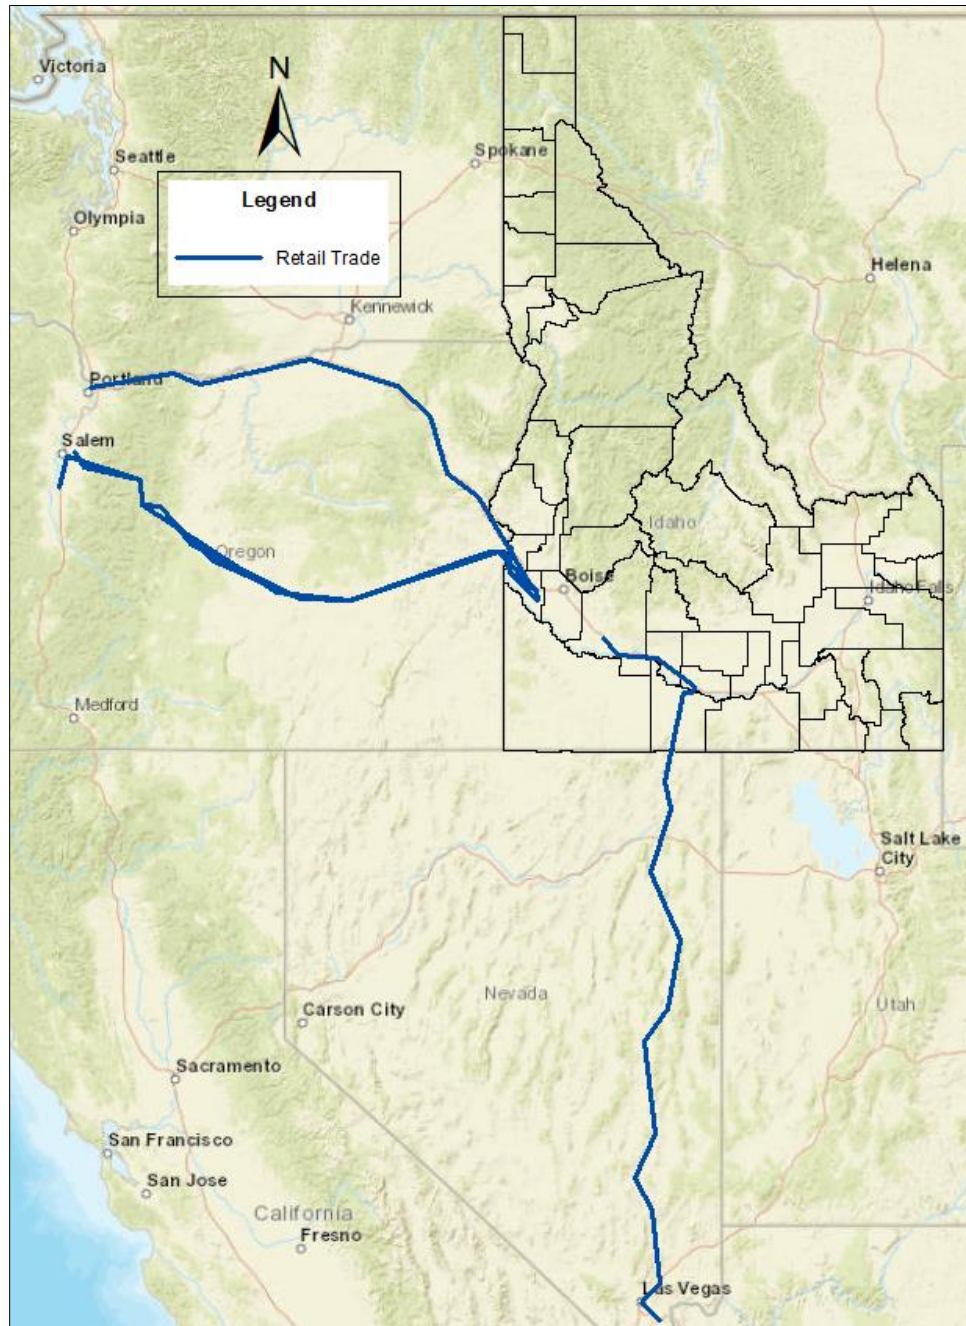 Victoria
N
Seattle
Spokane
Legend
Olympia
Retail Trade
Helena
Kennewick
Portland
Salem
Idaho
Oregon
Boise
Idaho Falls
Medford
Salt Lake
City
Nevada
Utah
Carson City
Sacramento
San Francisco
San Jose
California
Fresno
Las Vegas